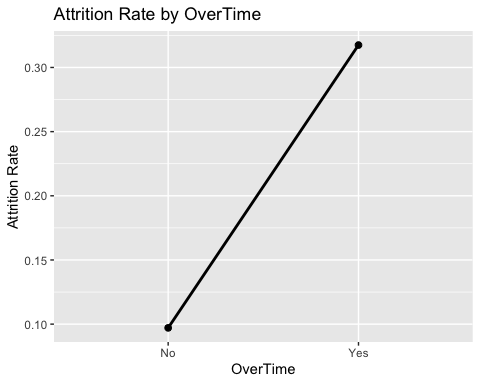 Attrition Rate by OverTime
0.30
0.25
0.20
0.15
0.10
Attrition Rate
No Yes
OverTime